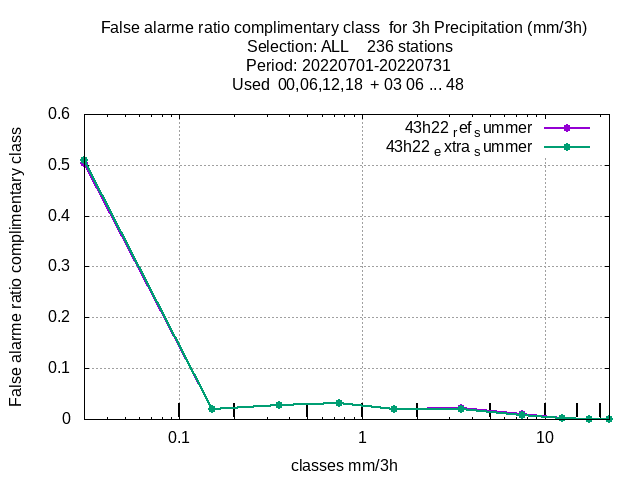 False alarme ratio complimentary class  for 3h Precipitation (mm/3h)
Selection: ALL    236 stations
Period: 20220701-20220731
Used  00,06,12,18  + 03 06 ... 48
False alarme ratio complimentary class
0.6
0.5
0.4
0.3
0.2
0.1
0
43h22 ref summer
43h22 extra summer
0.1
1
10
classes mm/3h